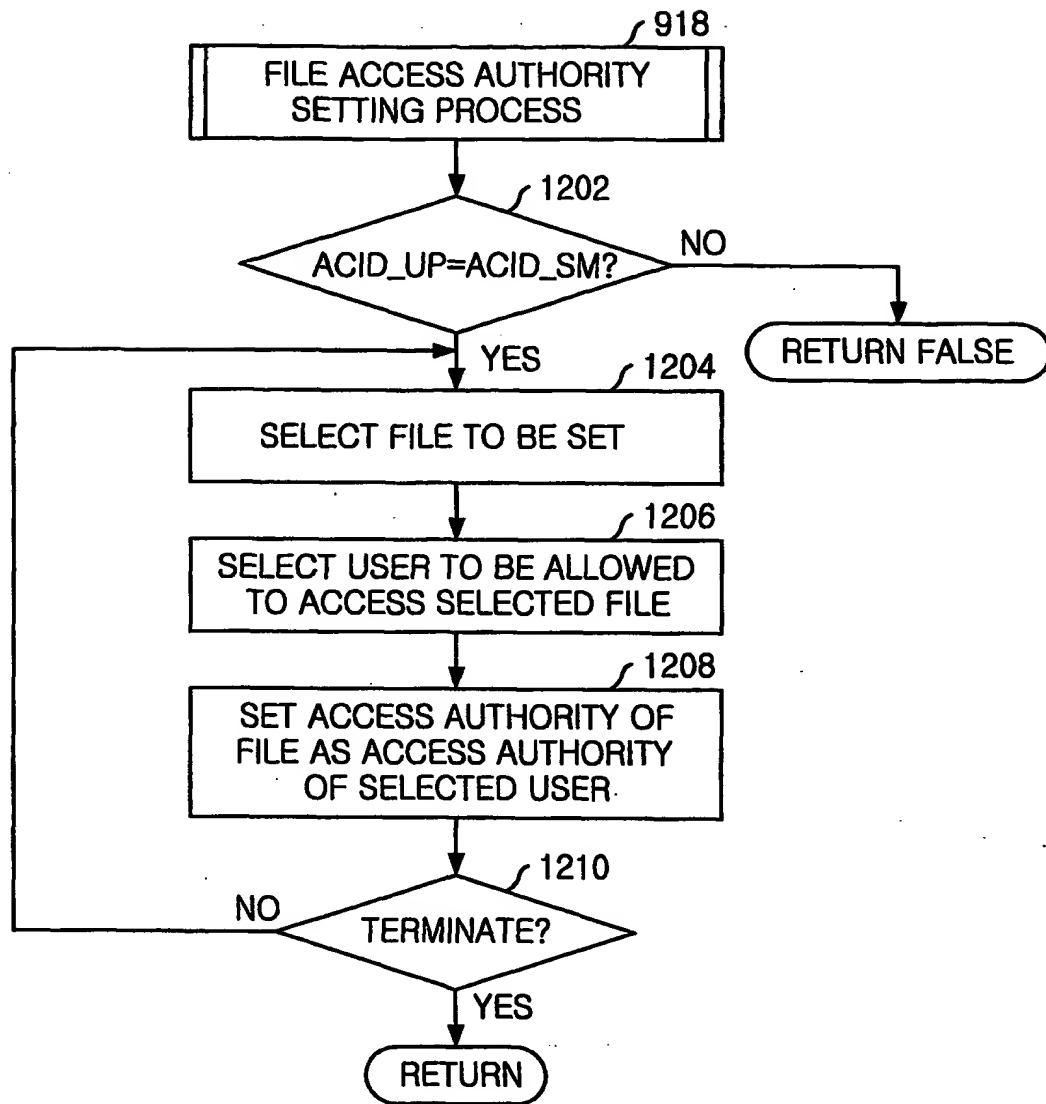 918
FILE ACCESS AUTHORITY
SETTING PROCESS
1202
ACID_UP=ACID_SM?
NO
RETURN FALSE
YES
1204
SELECT FILE TO BE SET
1206
SELECT USER TO BE ALLOWED
TO ACCESS SELECTED FILE
1208
SET ACCESS AUTHORITY OF
FILE AS ACCESS AUTHORITY
OF SELECTED USER
1210
NO
TERMINATE?
YES
RETURN